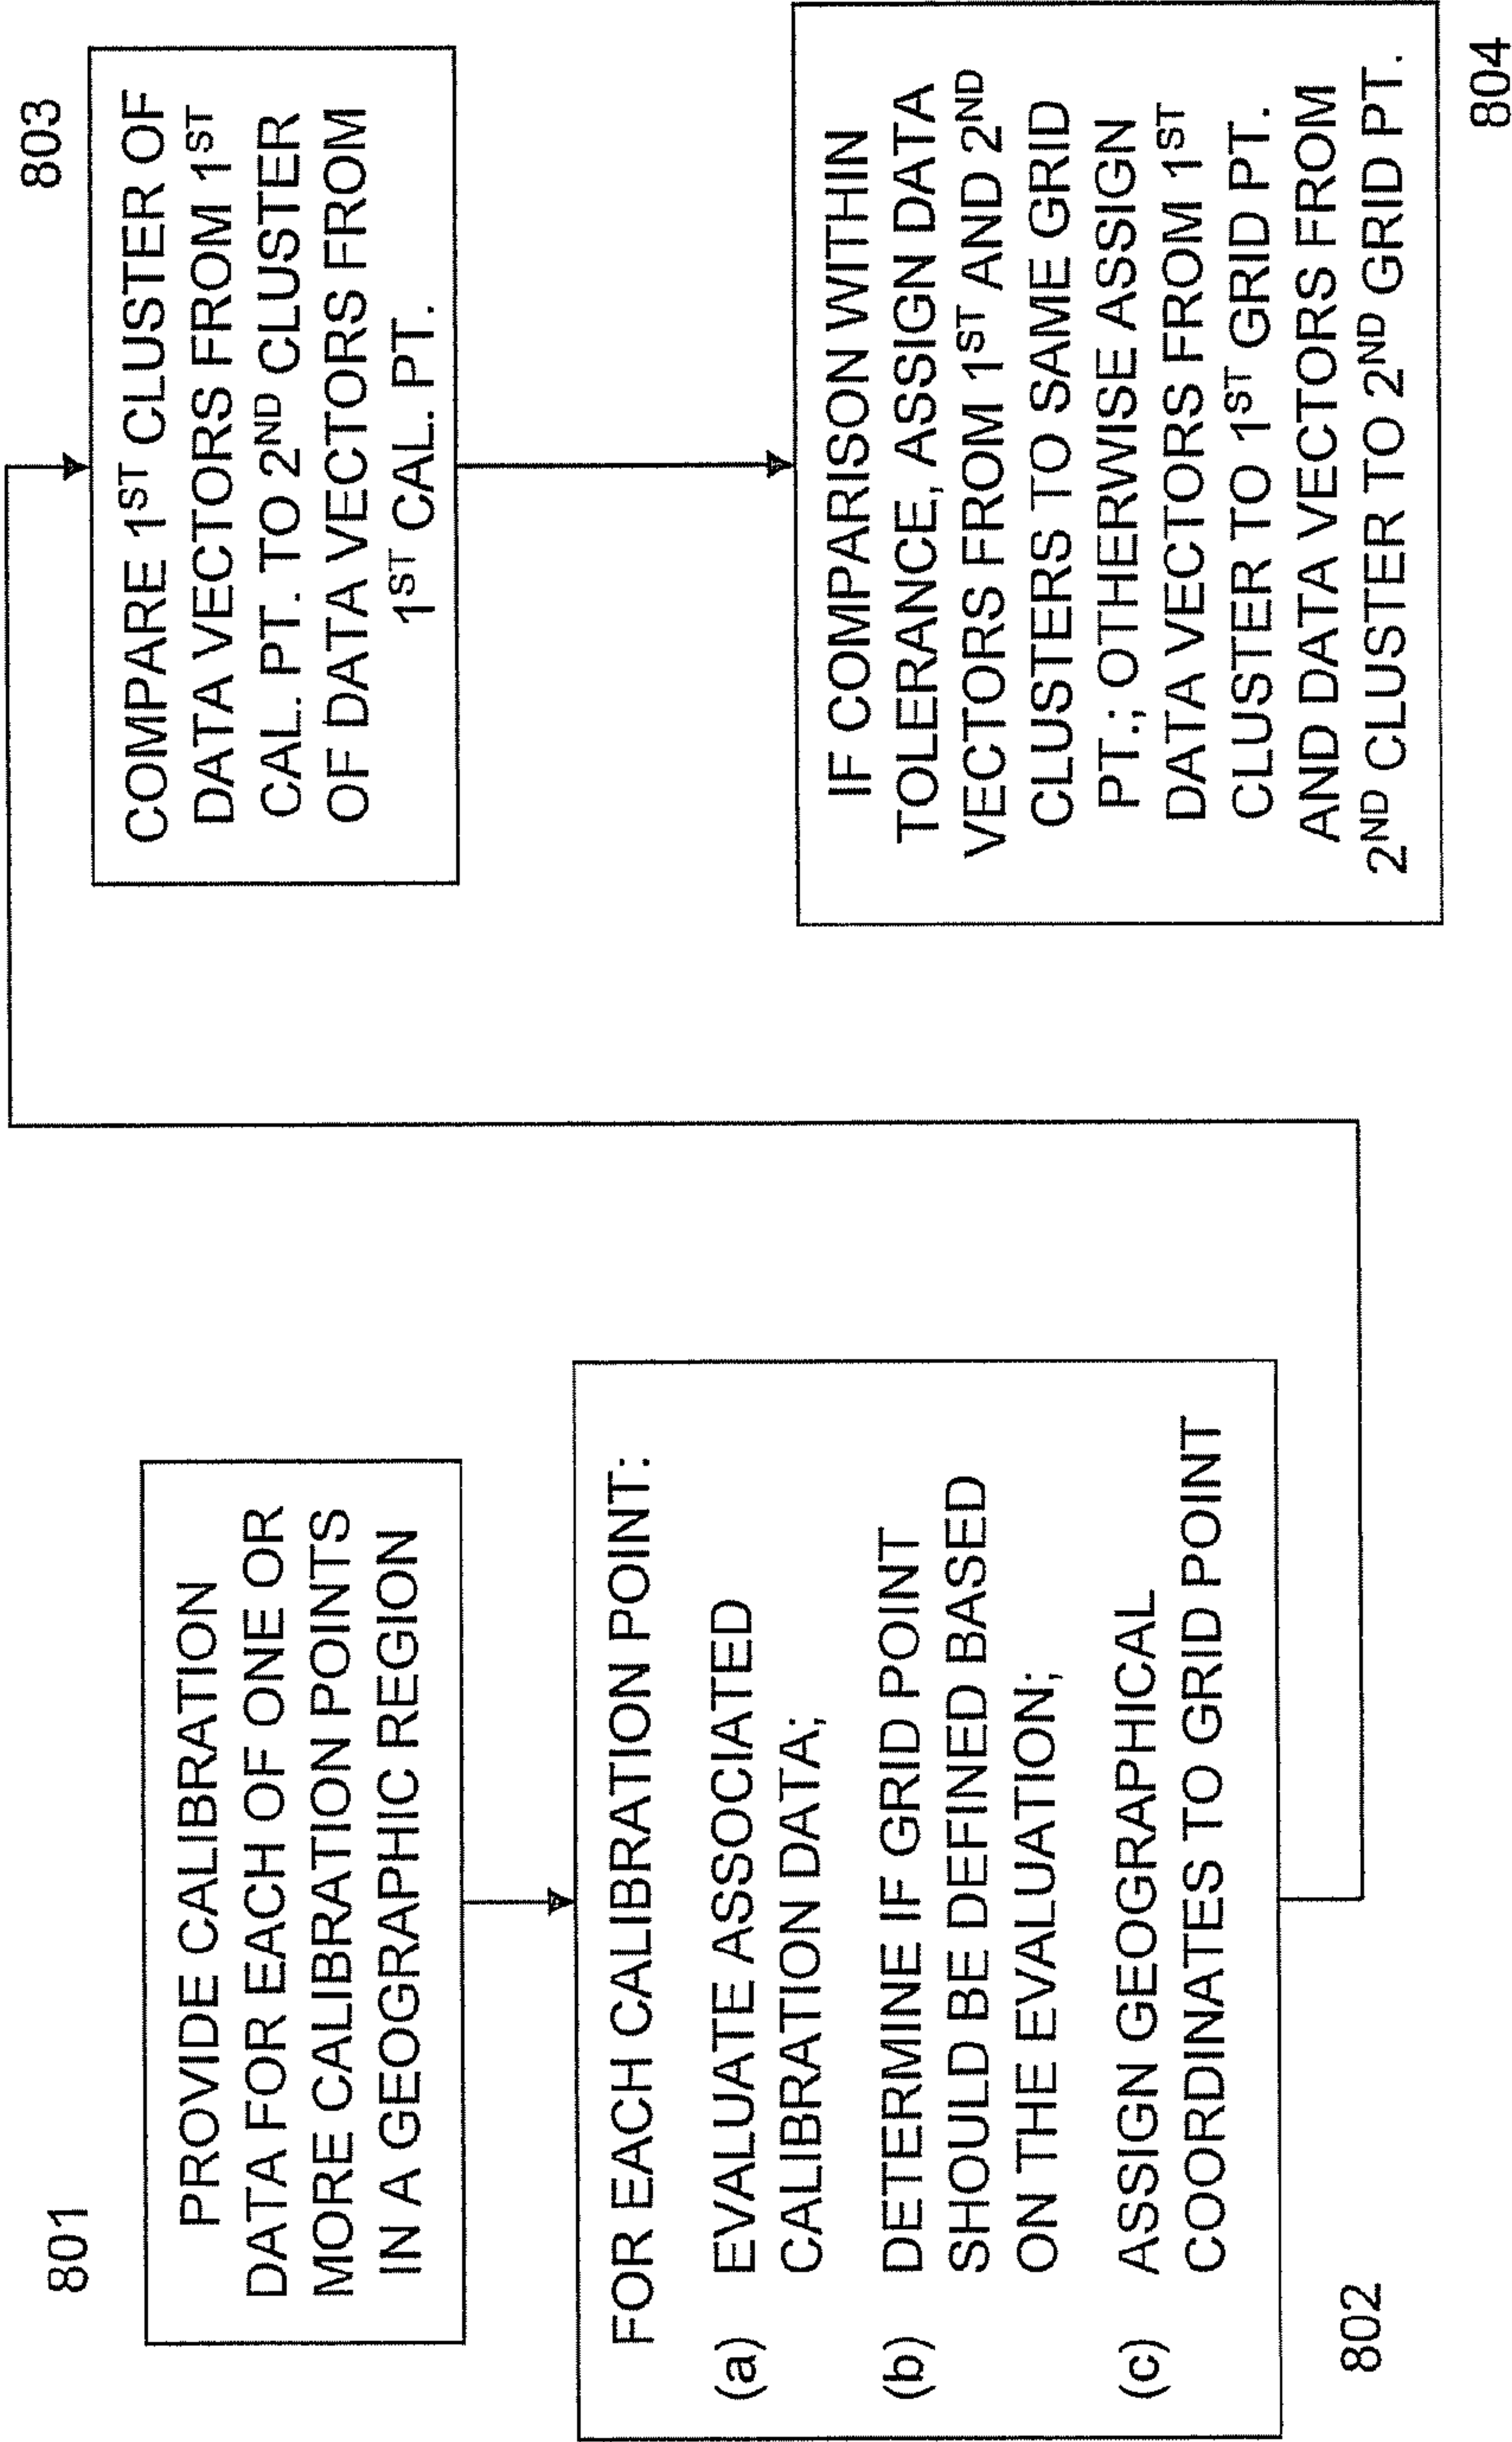 801
PROVIDE CALIBRATION
DATA FOR EACH OF ONE OR
MORE CALIBRATION POINTS
IN A GEOGRAPHIC REGION
FOR EACH CALIBRATION POINT:
(a) EVALUATE ASSOCIATED
CALIBRATION DATA;
(b) DETERMINE IF GRID POINT
SHOULD BE DEFINED BASED
ON THE EVALUATION;
(c) ASSIGN GEOGRAPHICAL
COORDINATES TO GRID POINT
802
803
COMPARE 1ST CLUSTER OF
DATA VECTORS FROM 1ST
CAL. PT. TO 2ND CLUSTER
OF DATA VECTORS FROM
1ST CAL. PT.
IF COMPARISON WITHIN
TOLERANCE, ASSIGN DATA
VECTORS FROM 1ST AND 2ND
CLUSTERS TO SAME GRID
PT.; OTHERWISE ASSIGN
DATA VECTORS FROM 1ST
CLUSTER TO 1ST GRID PT.
AND DATA VECTORS FROM
2ND CLUSTER TO 2ND GRID PT.
804